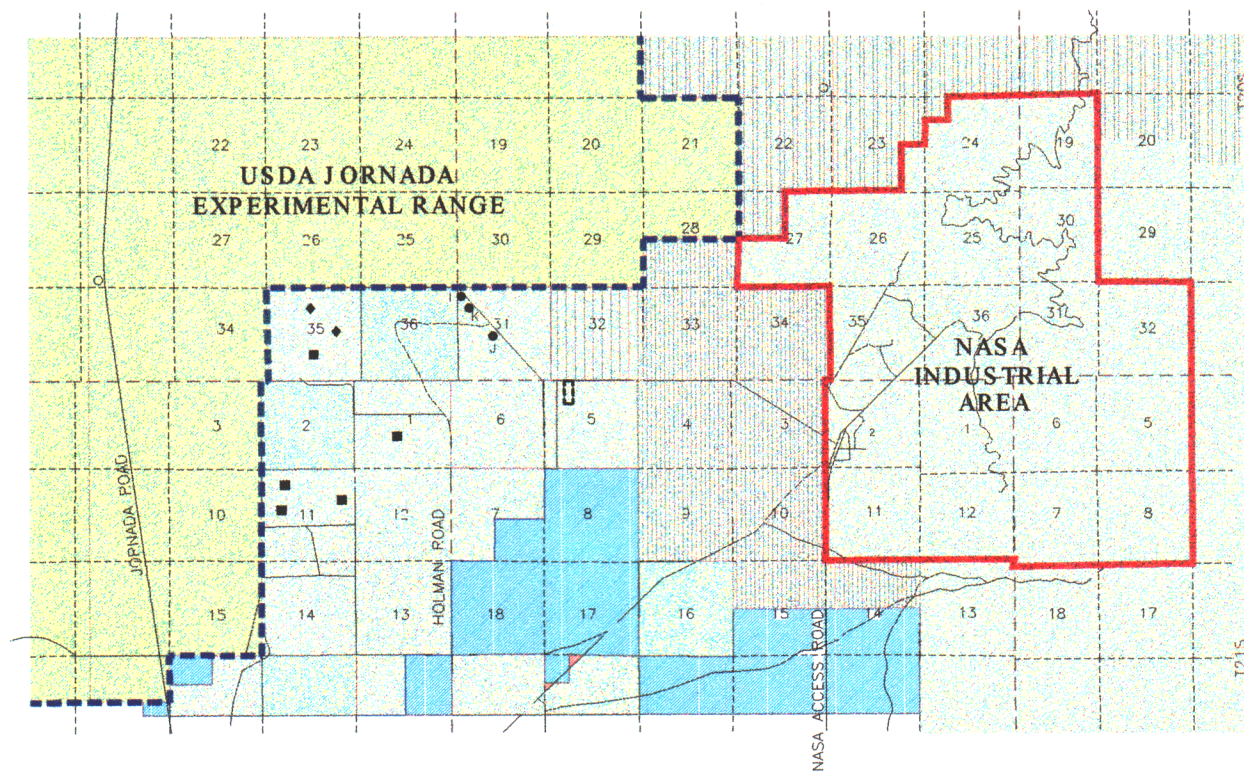 T20S
22 23 24 19 20 21 22 23 24 19 20
USDA JORNADA
EXPERIMENTAL RANGE
27 26 25 30 29 28 27 26 25 30 29
34 35 36 31 32 33 34 35 36 31 32
K
J
NASA
INDUSTRIAL
AREA
3 2 1 6 5 4 3 2 1 6 5
JORNADA ROAD
10 11 12 7 8 9 10 11 12 7 8
HOLMAN ROAD
15 14 13 18 17 16 15 14 13 18 17
NASA ACCESS ROAD
T21S